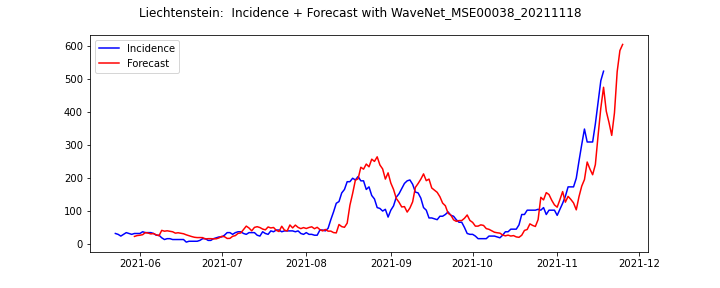 Liechtenstein:  Incidence + Forecast with WaveNet_MSE00038_20211118
Incidence
Forecast
600
500
400
300
200
100
0
2021-06 2021-07 2021-08 2021-09 2021-10 2021-11 2021-12